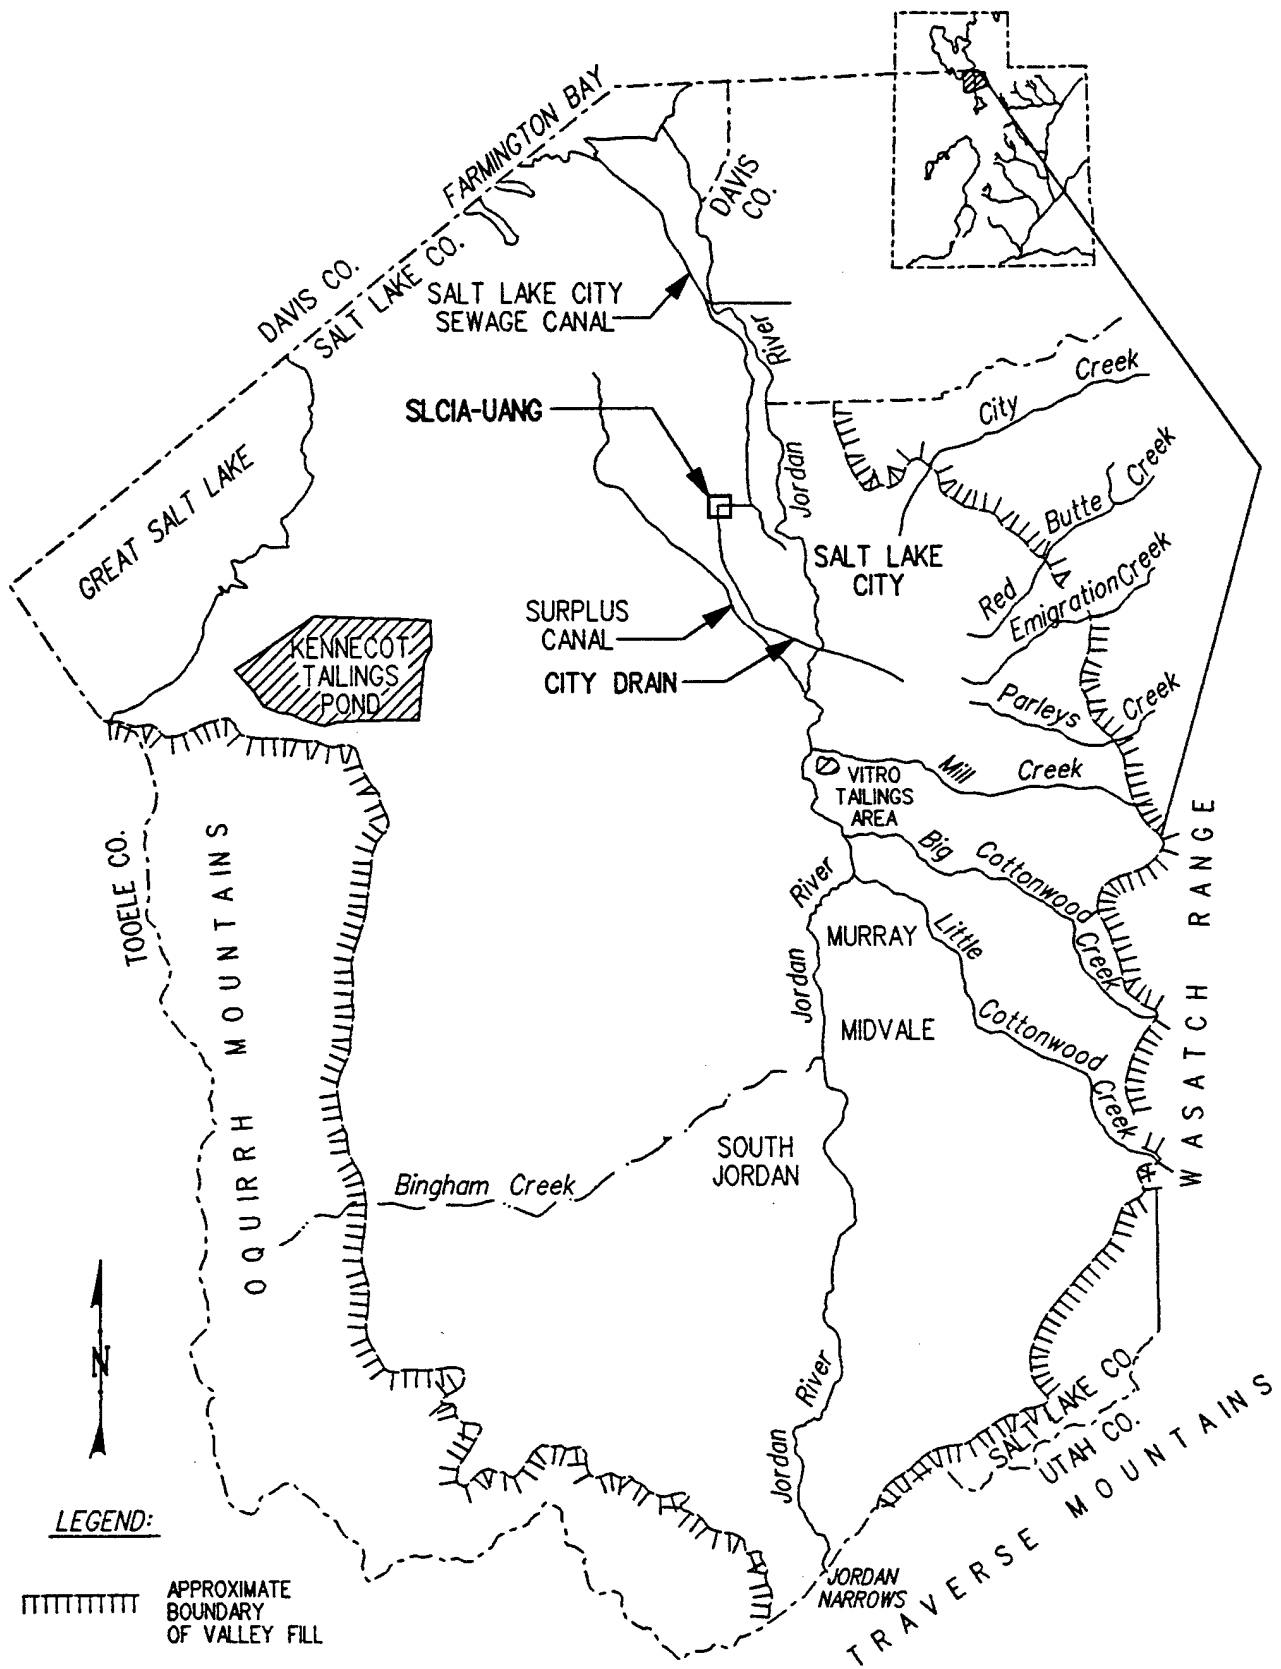 FARMINGTON BAY
DAVIS
CO.
DAVIS CO.
SALT LAKE CO.
SALT LAKE CITY
SEWAGE CANAL
River
SLCIA-UANG
City Creek
Jordan
GREAT SALT LAKE
Red Butte Creek
SALT LAKE
CITY
Emigration Creek
SURPLUS
CANAL
CITY DRAIN
KENNECOT
TAILINGS
POND
Parleys Creek
Mill Creek
VITRO
TAILINGS
AREA
Big Cottonwood Creek
WASATCH RANGE
TOOELE CO.
OQUIRRH MOUNTAINS
Jordan River
MURRAY
Little Cottonwood Creek
MIDVALE
SOUTH
JORDAN
Bingham Creek
N
Jordan River
SALT LAKE CO.
UTAH CO.
TRAVERSE MOUNTAINS
JORDAN
NARROWS
LEGEND:
APPROXIMATE
BOUNDARY
OF VALLEY FILL